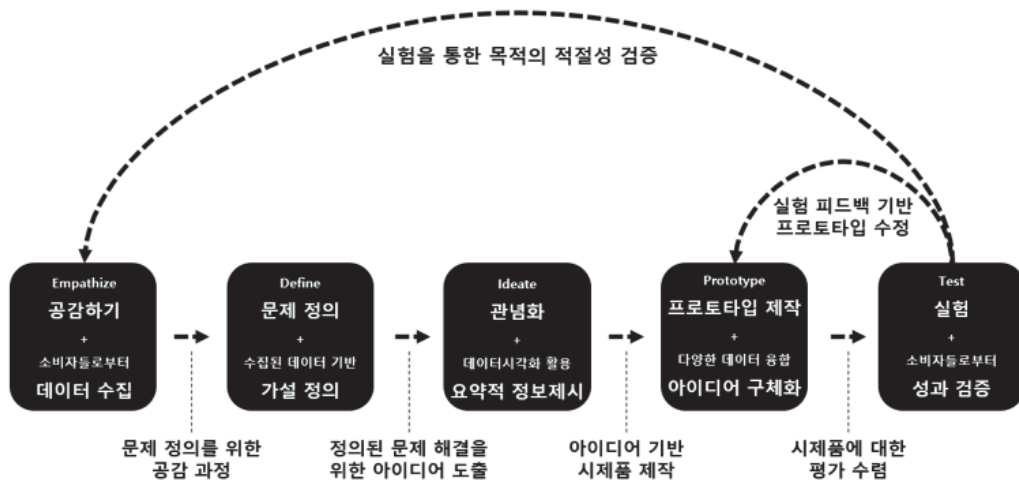 실험을 통한 목적의 적절성 검증
실험 피드백 기반
프로토타입 수정
Empathize
공감하기
+
소비자들로부터
데이터 수집
Define
문제 정의
+
수집된 데이터 기반
가설 정의
Ideate
관념화
+
데이터시각화 활용
요약적 정보제시
Prototype
프로토타입 제작
+
다양한 데이터 융합
아이디어 구체화
Test
실험
+
소비자들로부터
성과 검증
문제 정의를 위한
공감 과정
정의된 문제 해결을
위한 아이디어 도출
아이디어 기반
시제품 제작
시제품에 대한
평가 수렴